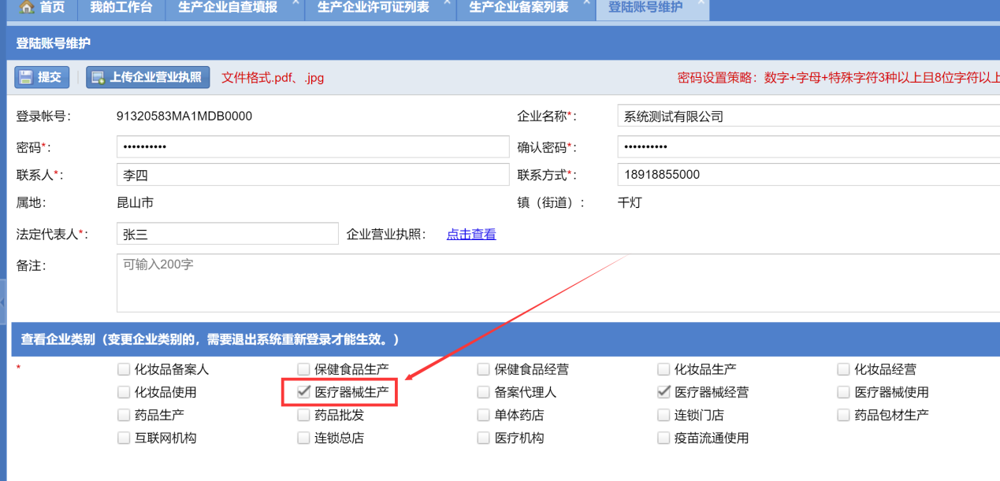 首页 我的工作台 生产企业自查填报 生产企业许可证列表 生产企业备案列表 登陆账号维护
登陆账号维护
提交 上传企业营业执照 文件格式.pdf、.jpg 密码设置策略：数字+字母+特殊字符3种以上且8位字符以上
登录帐号： 91320583MA1MDB0000 企业名称*： 系统测试有限公司
密码*： •••••••••• 确认密码*： ••••••••••
联系人*： 李四 联系方式*： 18918855000
属地： 昆山市 镇（街道）： 千灯
法定代表人*： 张三 企业营业执照： 点击查看
备注： 可输入200字
查看企业类别（变更企业类别的，需要退出系统重新登录才能生效。）
* 化妆品备案人 保健食品生产 保健食品经营 化妆品生产 化妆品经营
化妆品使用 医疗器械生产 备案代理人 医疗器械经营 医疗器械使用
药品生产 药品批发 单体药店 连锁门店 药品包材生产
互联网机构 连锁总店 医疗机构 疫苗流通使用